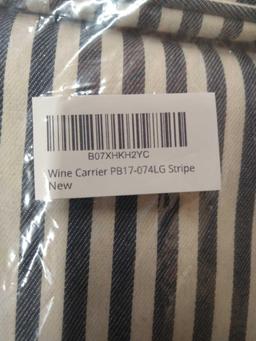 B07XHKH2YC
Wine Carrier PB17-074LG Stripe
New